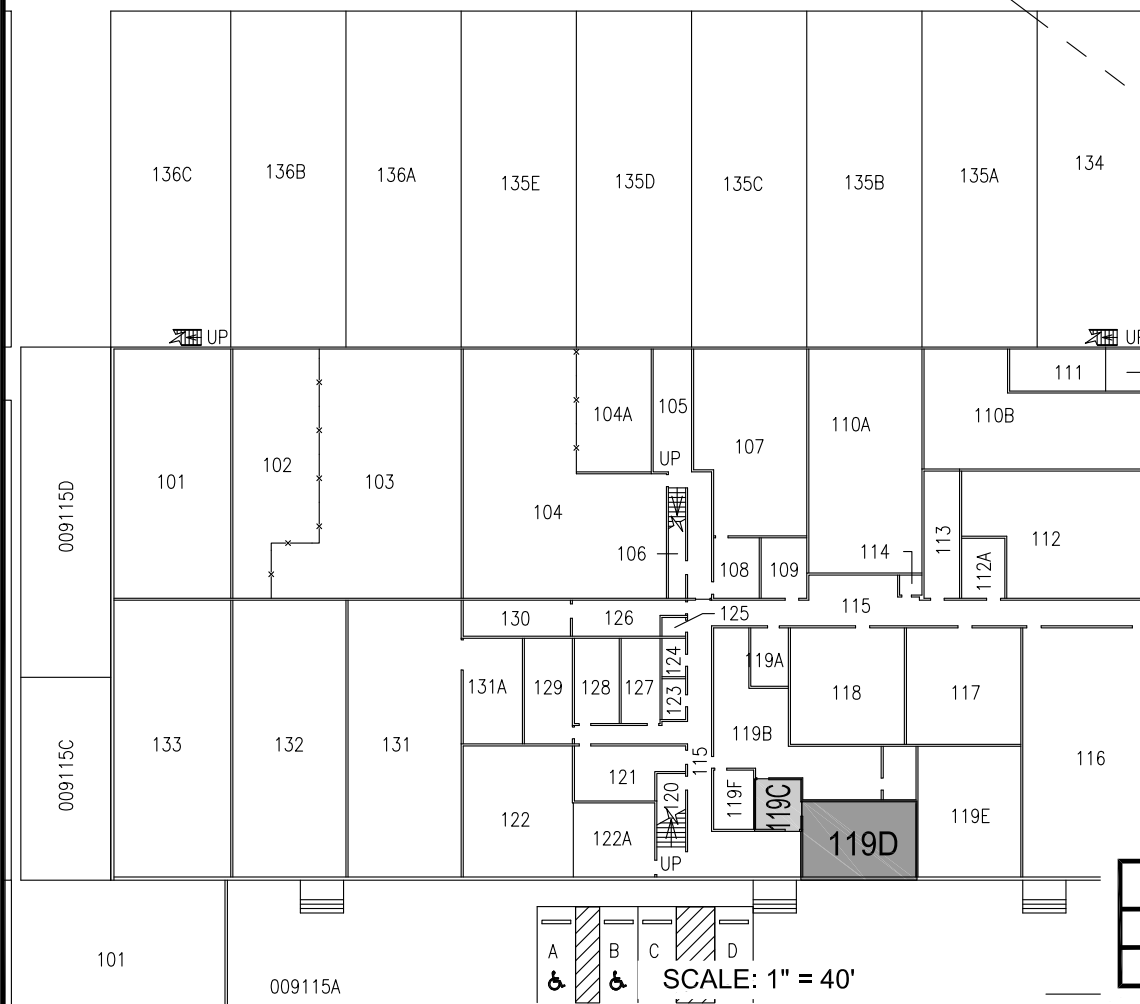 136C
136B
136A
135E
135D
135C
135B
135A
134
UP
UP
009115D
101
102
103
104
104A
105
UP
106
107
108
109
110A
114
110B
111
113
112
112A
115
130
126
125
131A
129
128
127
124
123
119A
118
117
009115C
133
132
131
122
121
122A
120
UP
115
119B
119F
119C
119D
119E
116
101
009115A
A
B
C
D
SCALE: 1" = 40'